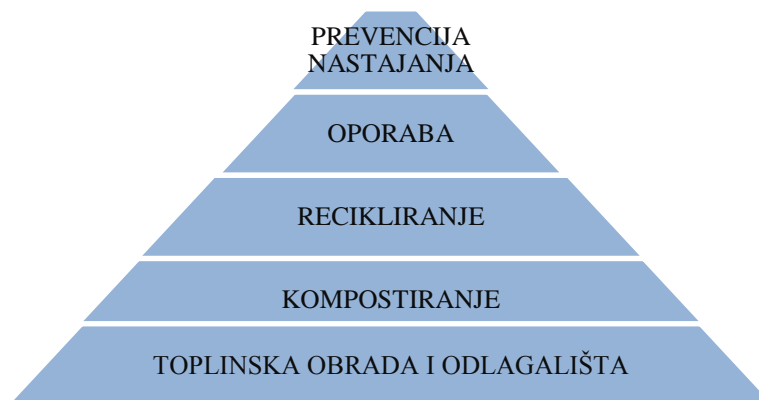 PREVENCIJA
NASTAJANJA
OPORABA
RECIKLIRANJE
KOMPOSTIRANJE
TOPLINSKA OBRADA I ODLAGALIŠTA